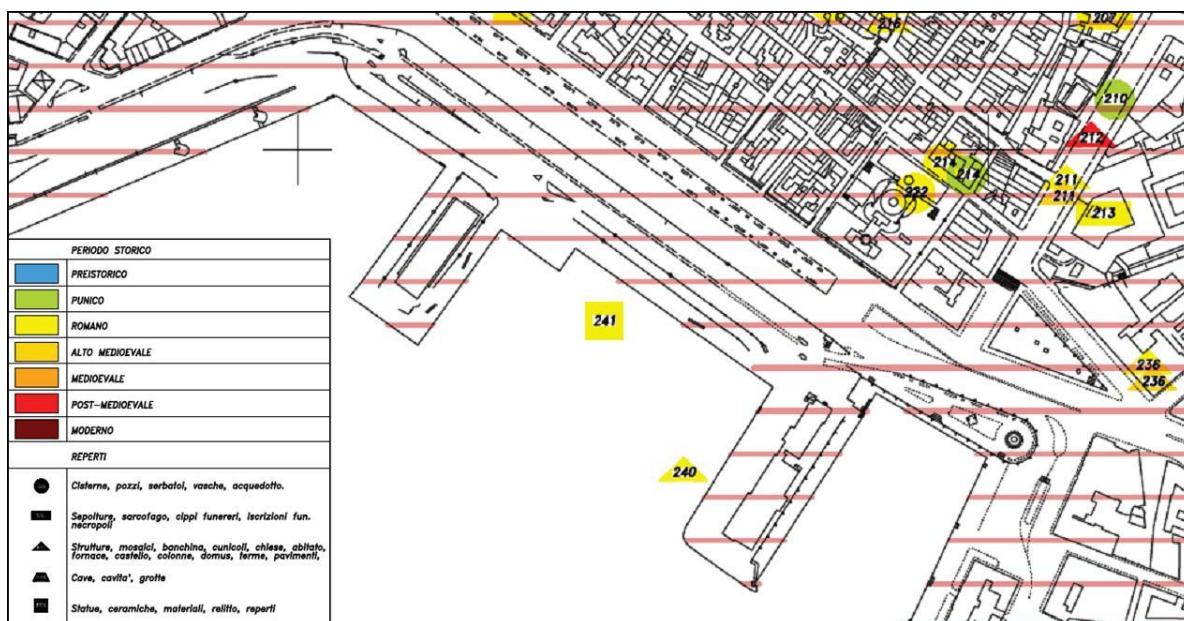 216
207
210
212
214
214
211
211
222
213
241
236
236
240
PERIODO STORICO
PREISTORICO
PUNICO
ROMANO
ALTO MEDIOEVALE
MEDIOEVALE
POST-MEDIOEVALE
MODERNO
REPERTI
Cisterne, pozzi, serbatoi, vasche, acquedotto.
Sepolture, sarcofago, cippi funereri, iscrizioni fun.
necropoli
Strutture, mosaici, banchina, cunicoli, chiese, abitato,
fornace, castello, colonne, domus, terme, pavimenti,
Cave, cavita', grotte
Statue, ceramiche, materiali, relitto, reperti